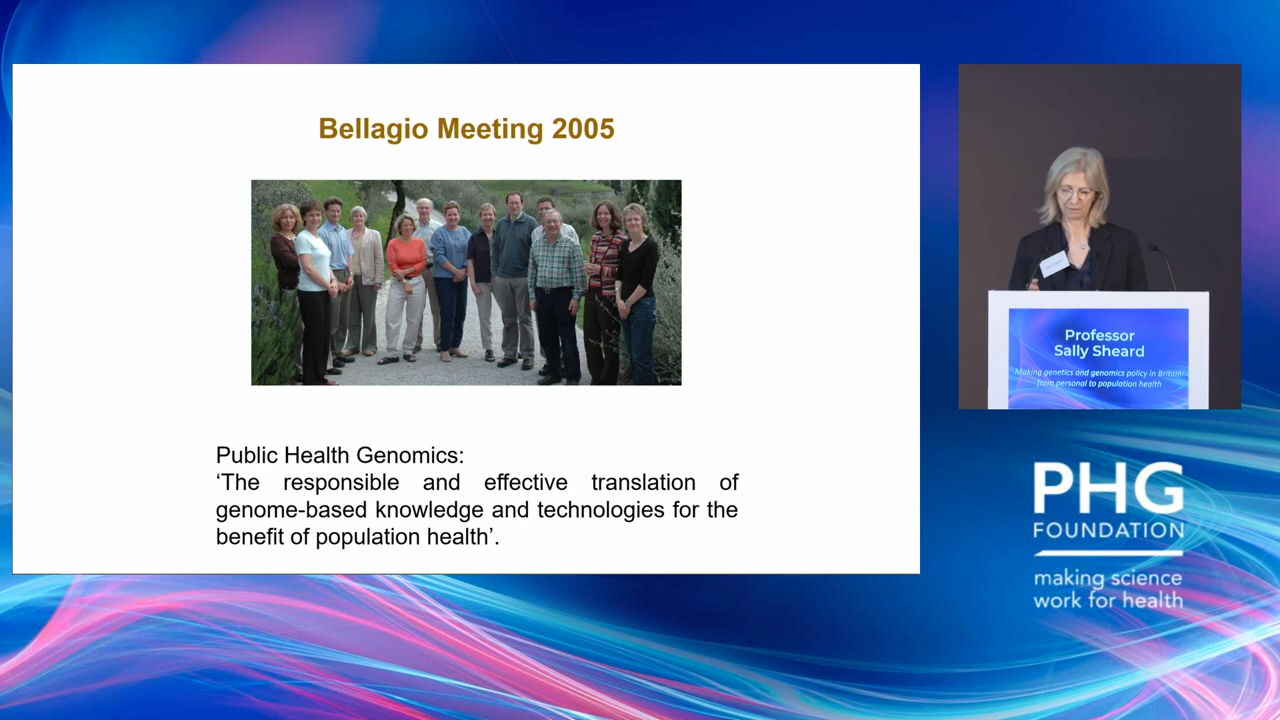 Bellagio Meeting 2005
Public Health Genomics:
‘The responsible and effective translation of
genome-based knowledge and technologies for the
benefit of population health’.
Professor
Sally Sheard
Making genetics and genomics policy in Britain:
from personal to population health
PHG
FOUNDATION
making science
work for health